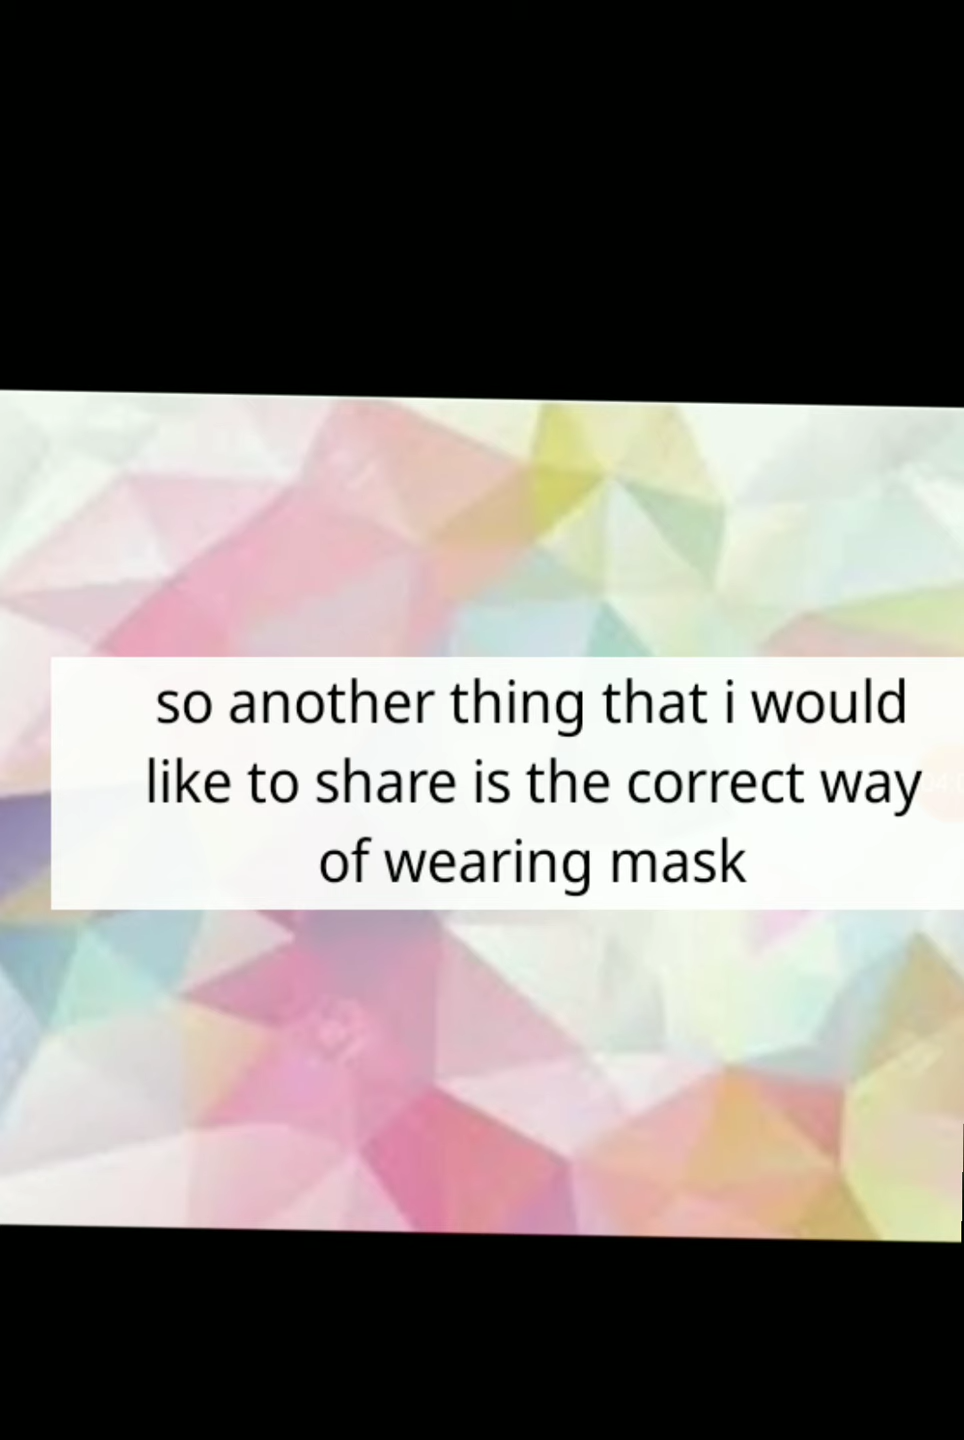 so another thing that i would
like to share is the correct way
of wearing mask